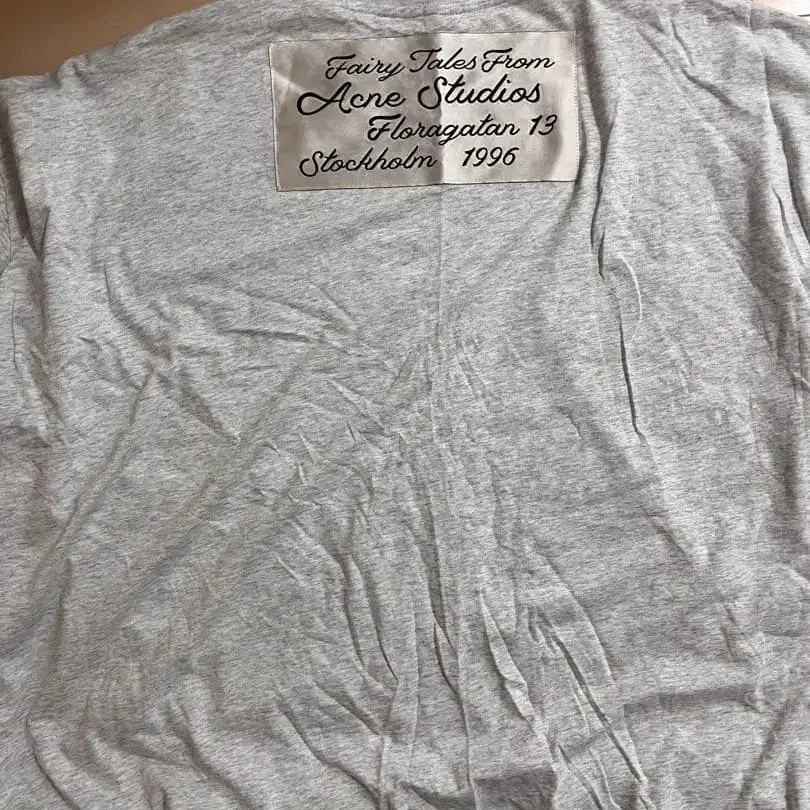 Fairy Tales From
Acne Studios
Floragatan 13
Stockholm 1996